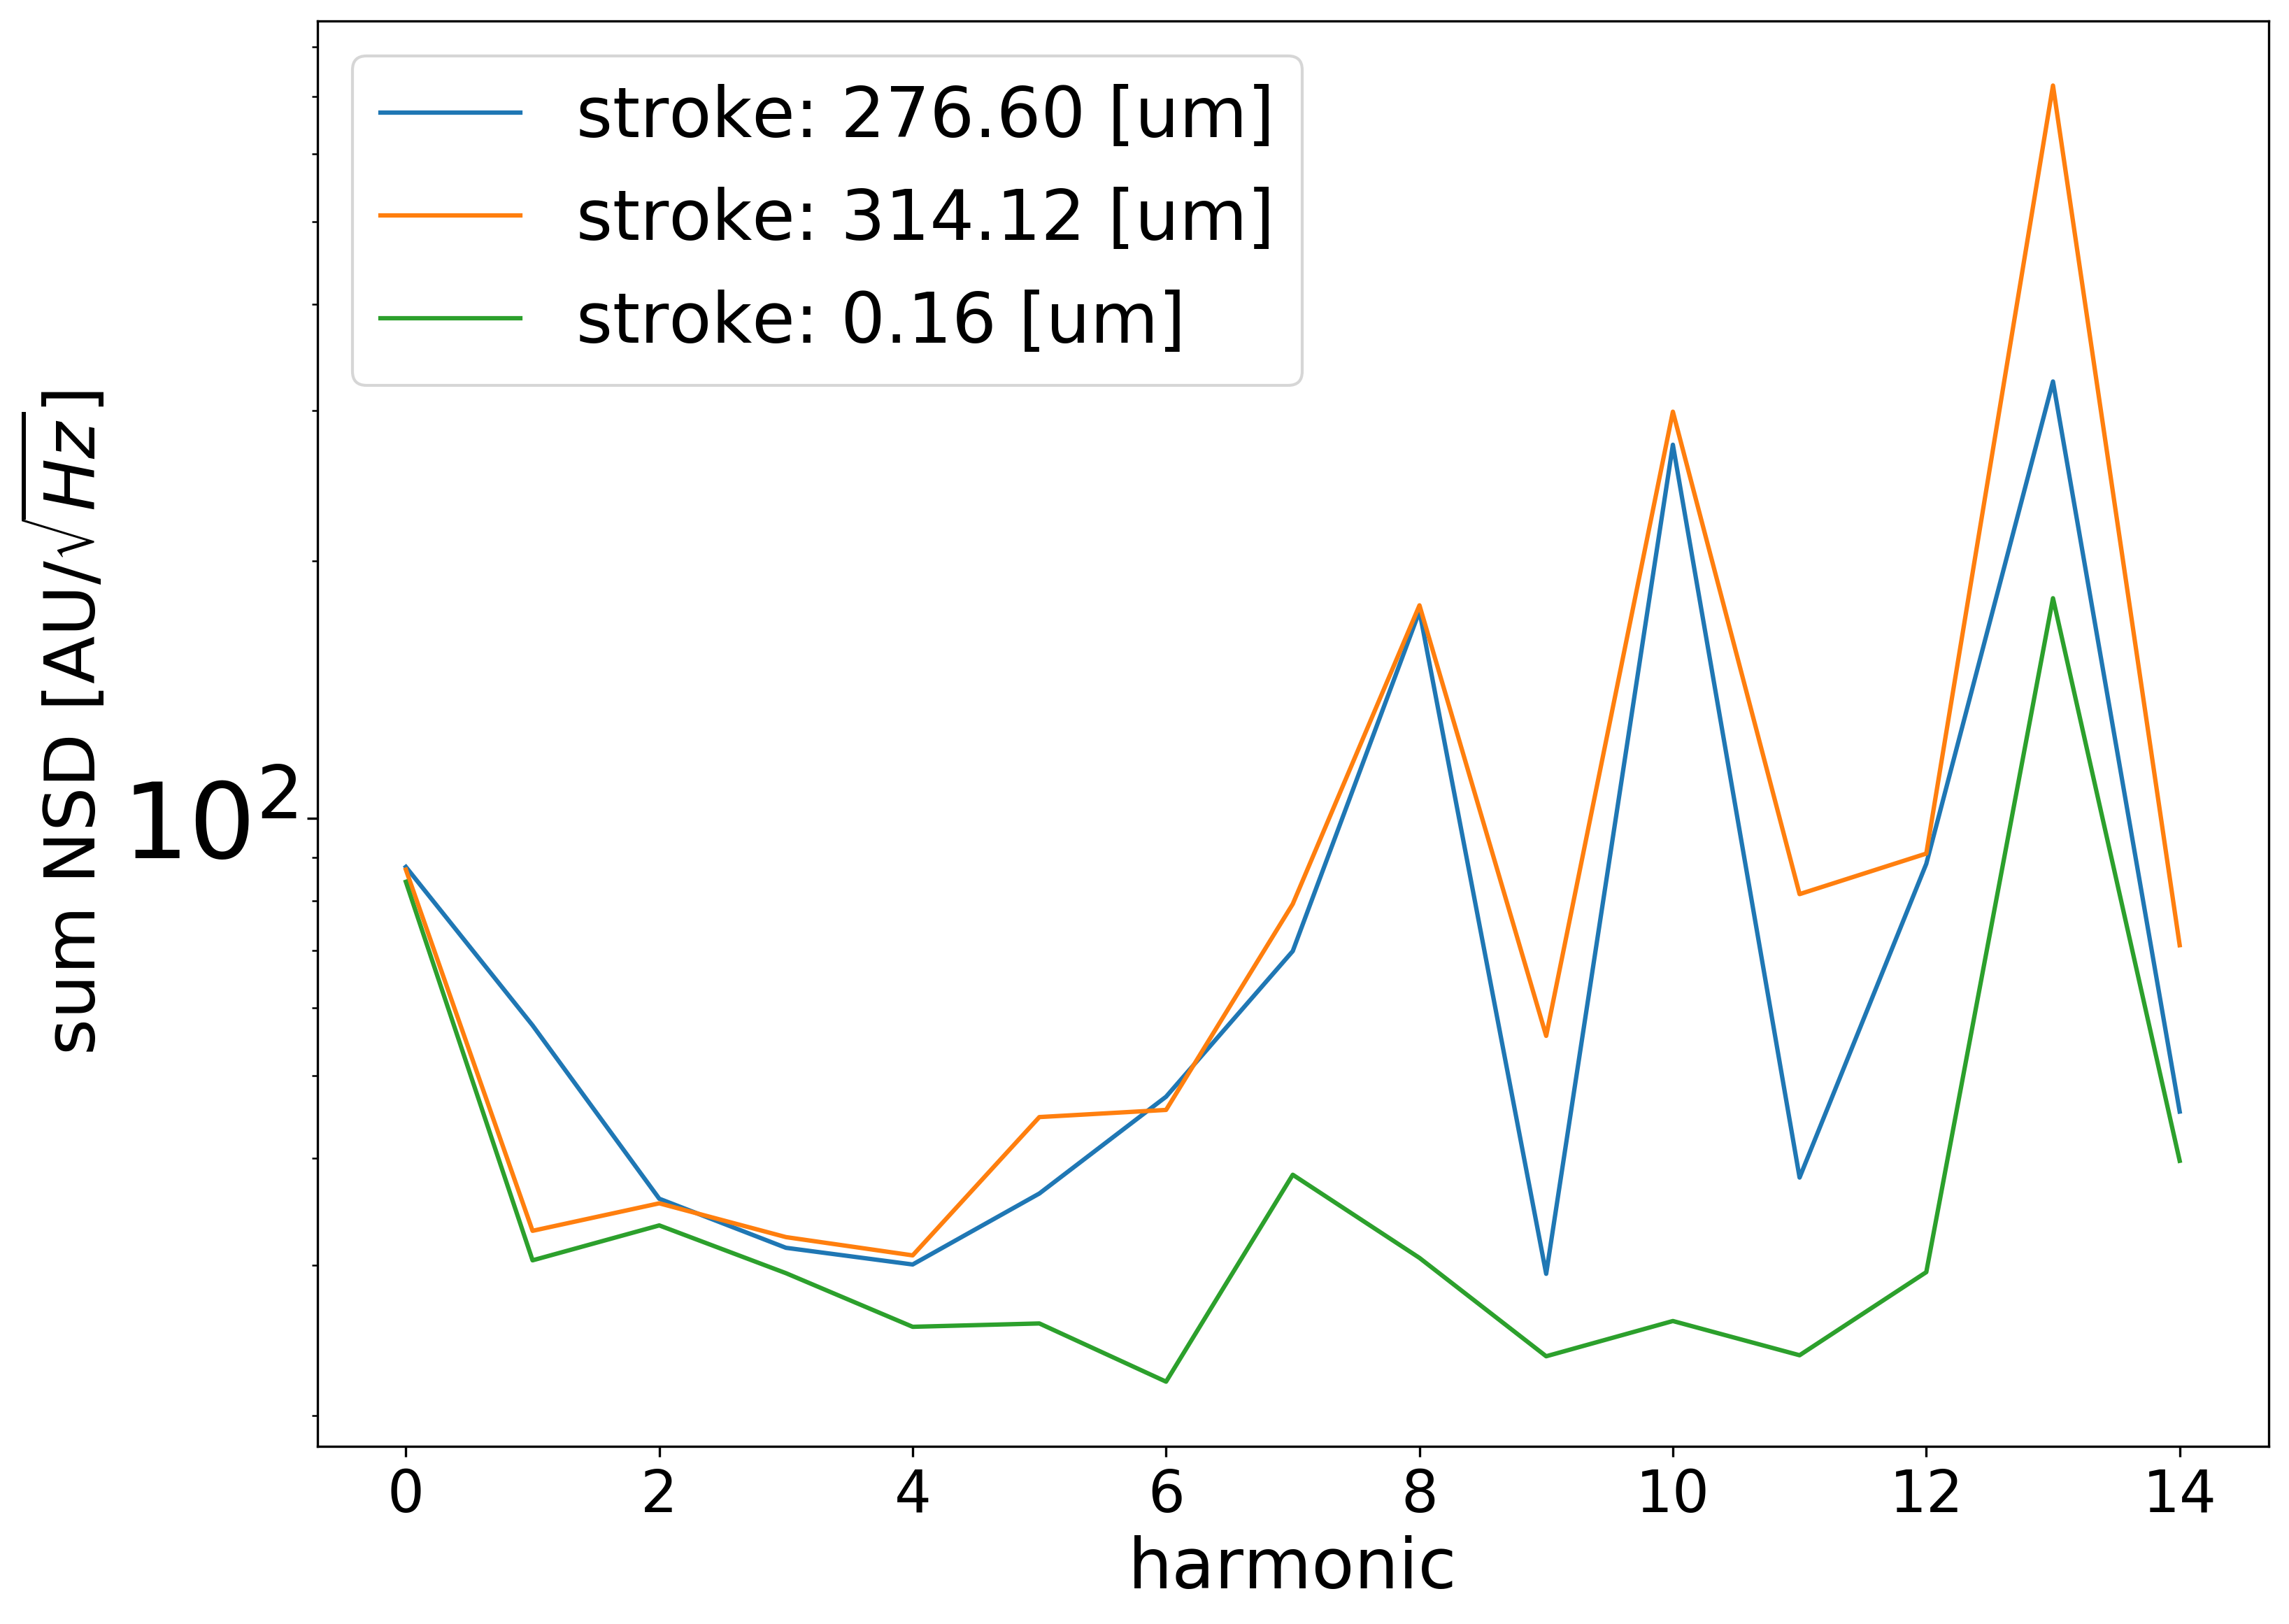 stroke: 276.60 [um]
stroke: 314.12 [um]
stroke: 0.16 [um]
sum NSD [AU/√Hz]
10²
0 2 4 6 8 10 12 14
harmonic